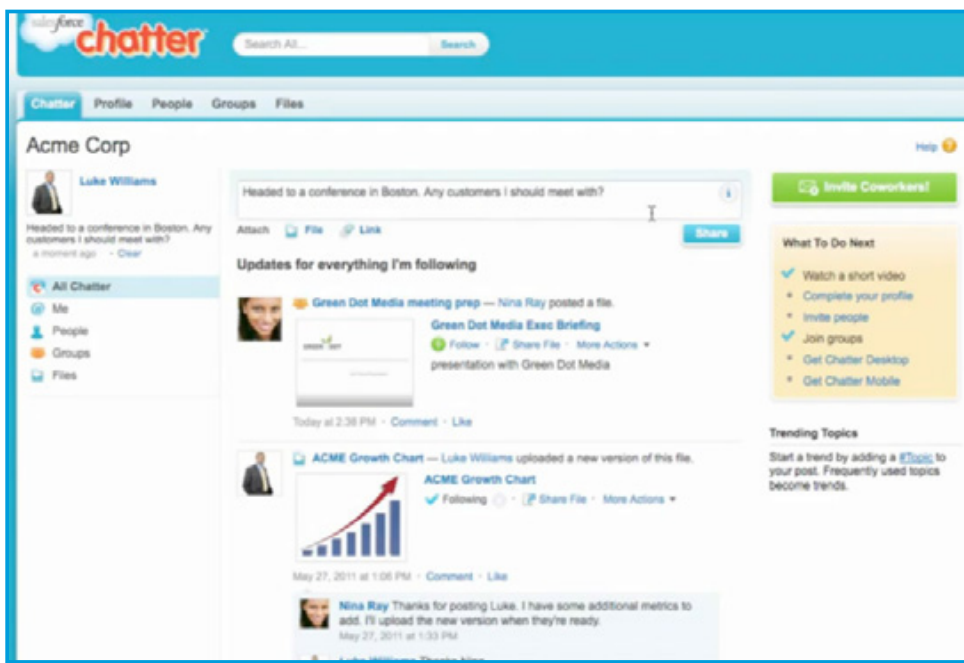 salesforce
chatter
Search All...
Search
Chatter
Profile
People
Groups
Files
Acme Corp
Help
Luke Williams
Headed to a conference in Boston. Any
customers I should meet with?
a moment ago · Clear
All Chatter
Me
People
Groups
Files
Headed to a conference in Boston. Any customers I should meet with?
Attach File Link
Share
Updates for everything I'm following
Green Dot Media meeting prep — Nina Ray posted a file.
GREEN DOT
Green Dot Media Exec Briefing
Follow · Share File · More Actions
presentation with Green Dot Media
Today at 2:38 PM · Comment · Like
ACME Growth Chart — Luke Williams uploaded a new version of this file.
ACME Growth Chart
Following · Share File · More Actions
May 27, 2011 at 1:06 PM · Comment · Like
Nina Ray Thanks for posting Luke. I have some additional metrics to
add. I'll upload the new version when they're ready.
May 27, 2011 at 1:33 PM
Luke Williams Thanks Nina
Invite Coworkers!
What To Do Next
Watch a short video
Complete your profile
Invite people
Join groups
Get Chatter Desktop
Get Chatter Mobile
Trending Topics
Start a trend by adding a #Topic to
your post. Frequently used topics
become trends.